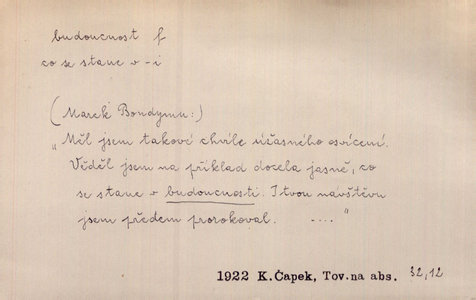 budoucnost f
co se stane v -i
(Marek Bondymu:)
„Měl jsem takové chvíle úžasného osvícení.
Věděl jsem na příklad docela jasně, co
se stane v budoucnosti. I tvou návštěvu
jsem předem prorokoval. ...."
1922 K.Čapek, Tov.na abs. 32,12